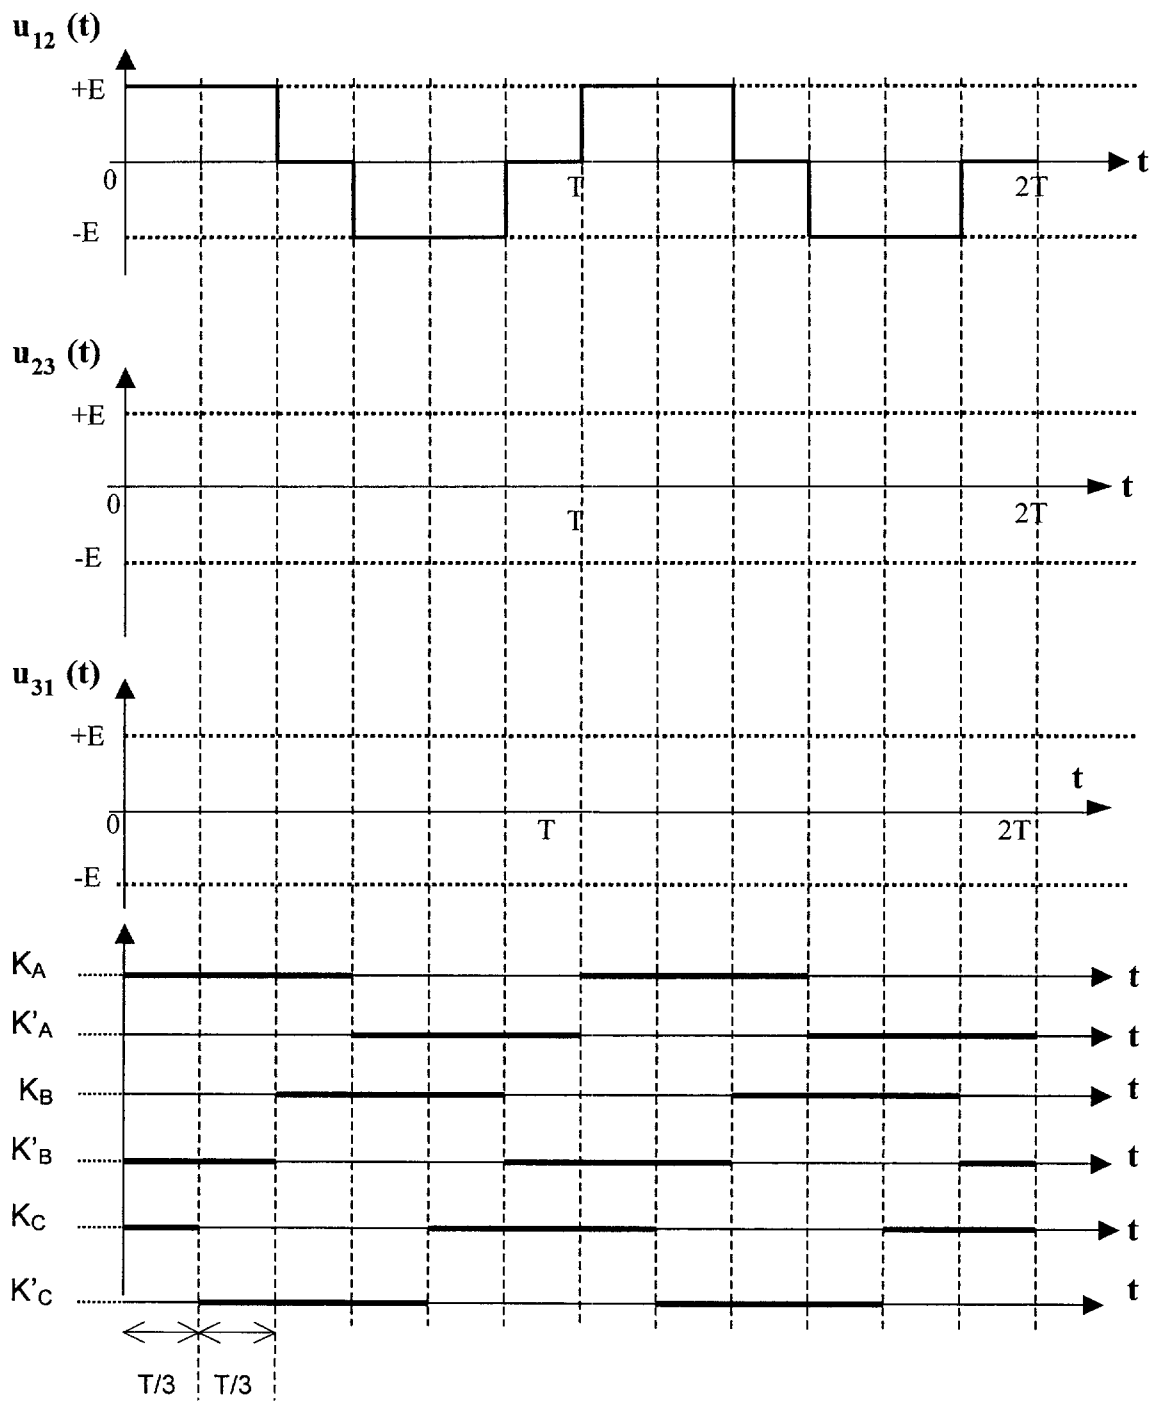 u12 (t)
+E
t
0
T
2T
-E
u23 (t)
+E
t
0
T
2T
-E
u31 (t)
+E
t
0
T
2T
-E
KA
t
K'A
t
KB
t
K'B
t
KC
t
K'C
t
T/3
T/3